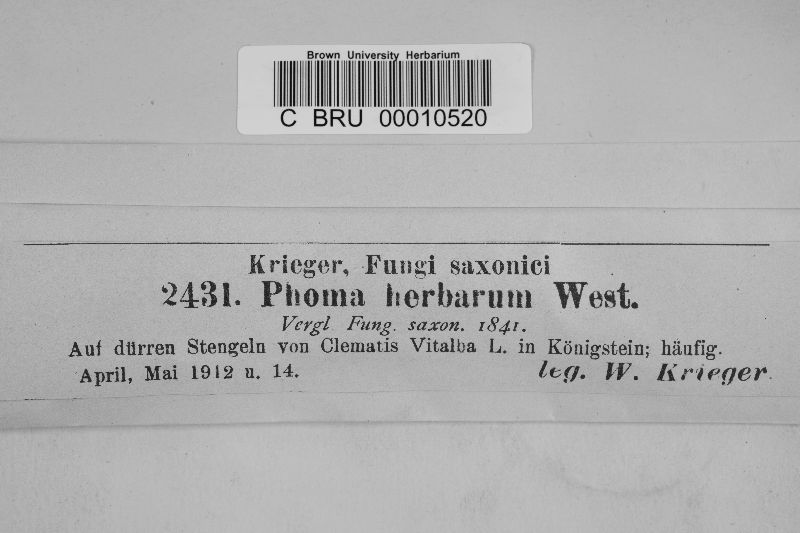 Brown University Herbarium
C BRU 00010520
Krieger, Fungi saxonici
2431. Phoma herbarum West.
Vergl. Fung. saxon. 1841.
Auf dürren Stengeln von Clematis Vitalba L. in Königstein; häufig.
April, Mai 1912 u. 14.
leg. W. Krieger.